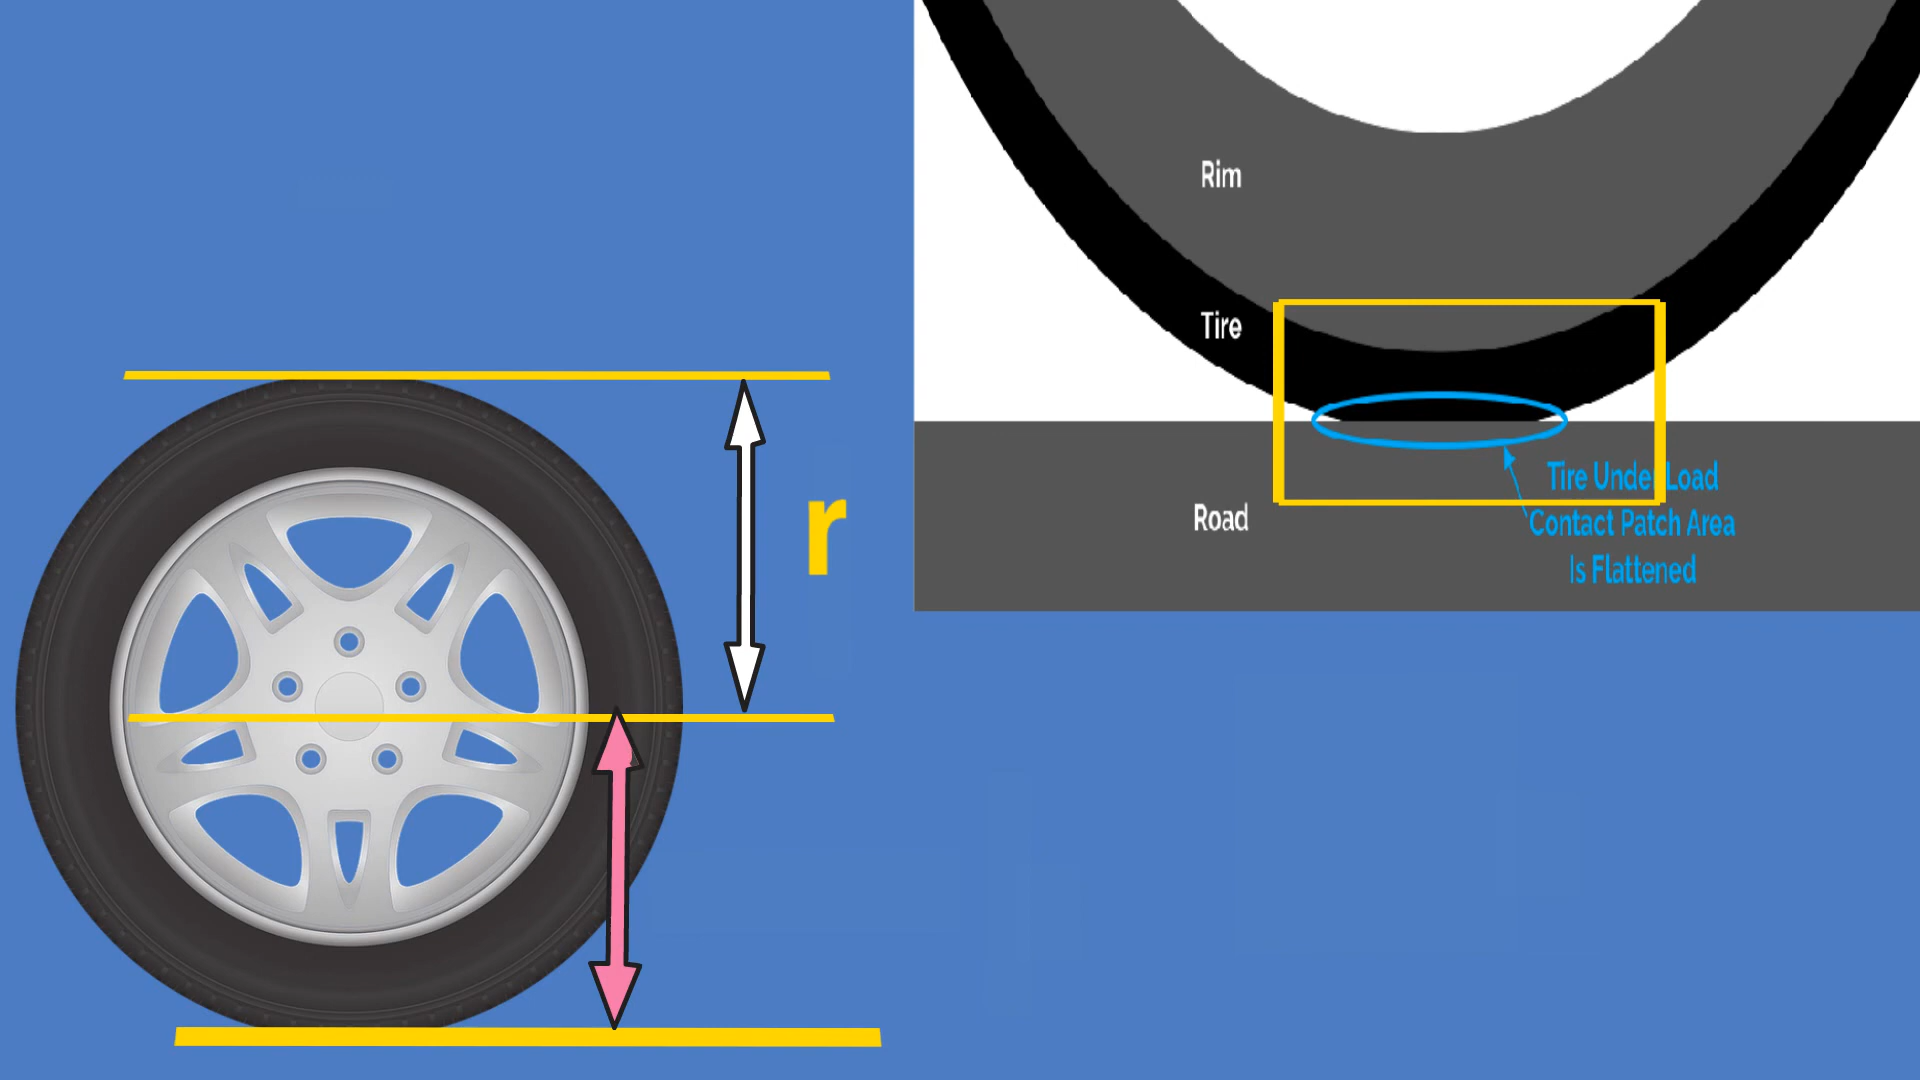 r
Rim
Tire
Road
Tire Under Load
Contact Patch Area
Is Flattened